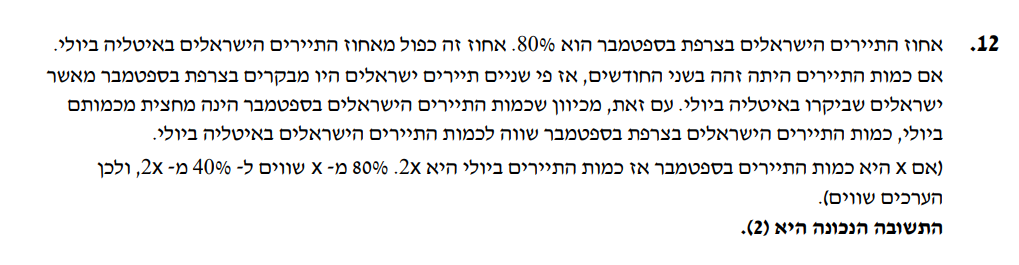 12. אחוז התיירים הישראלים בצרפת בספטמבר הוא 80%. אחוז זה כפול מאחוז התיירים הישראלים באיטליה ביולי.
אם כמות התיירים היתה זהה בשני החודשים, אז פי שניים תיירים ישראלים היו מבקרים בצרפת בספטמבר מאשר
ישראלים שביקרו באיטליה ביולי. עם זאת, מכיוון שכמות התיירים הישראלים בספטמבר הינה מחצית מכמותם
ביולי, כמות התיירים הישראלים בצרפת בספטמבר שווה לכמות התיירים הישראלים באיטליה ביולי.
(אם x היא כמות התיירים בספטמבר אז כמות התיירים ביולי היא 2x. 80% מ- x שווים ל- 40% מ- 2x, ולכן
הערכים שווים).
התשובה הנכונה היא (2).